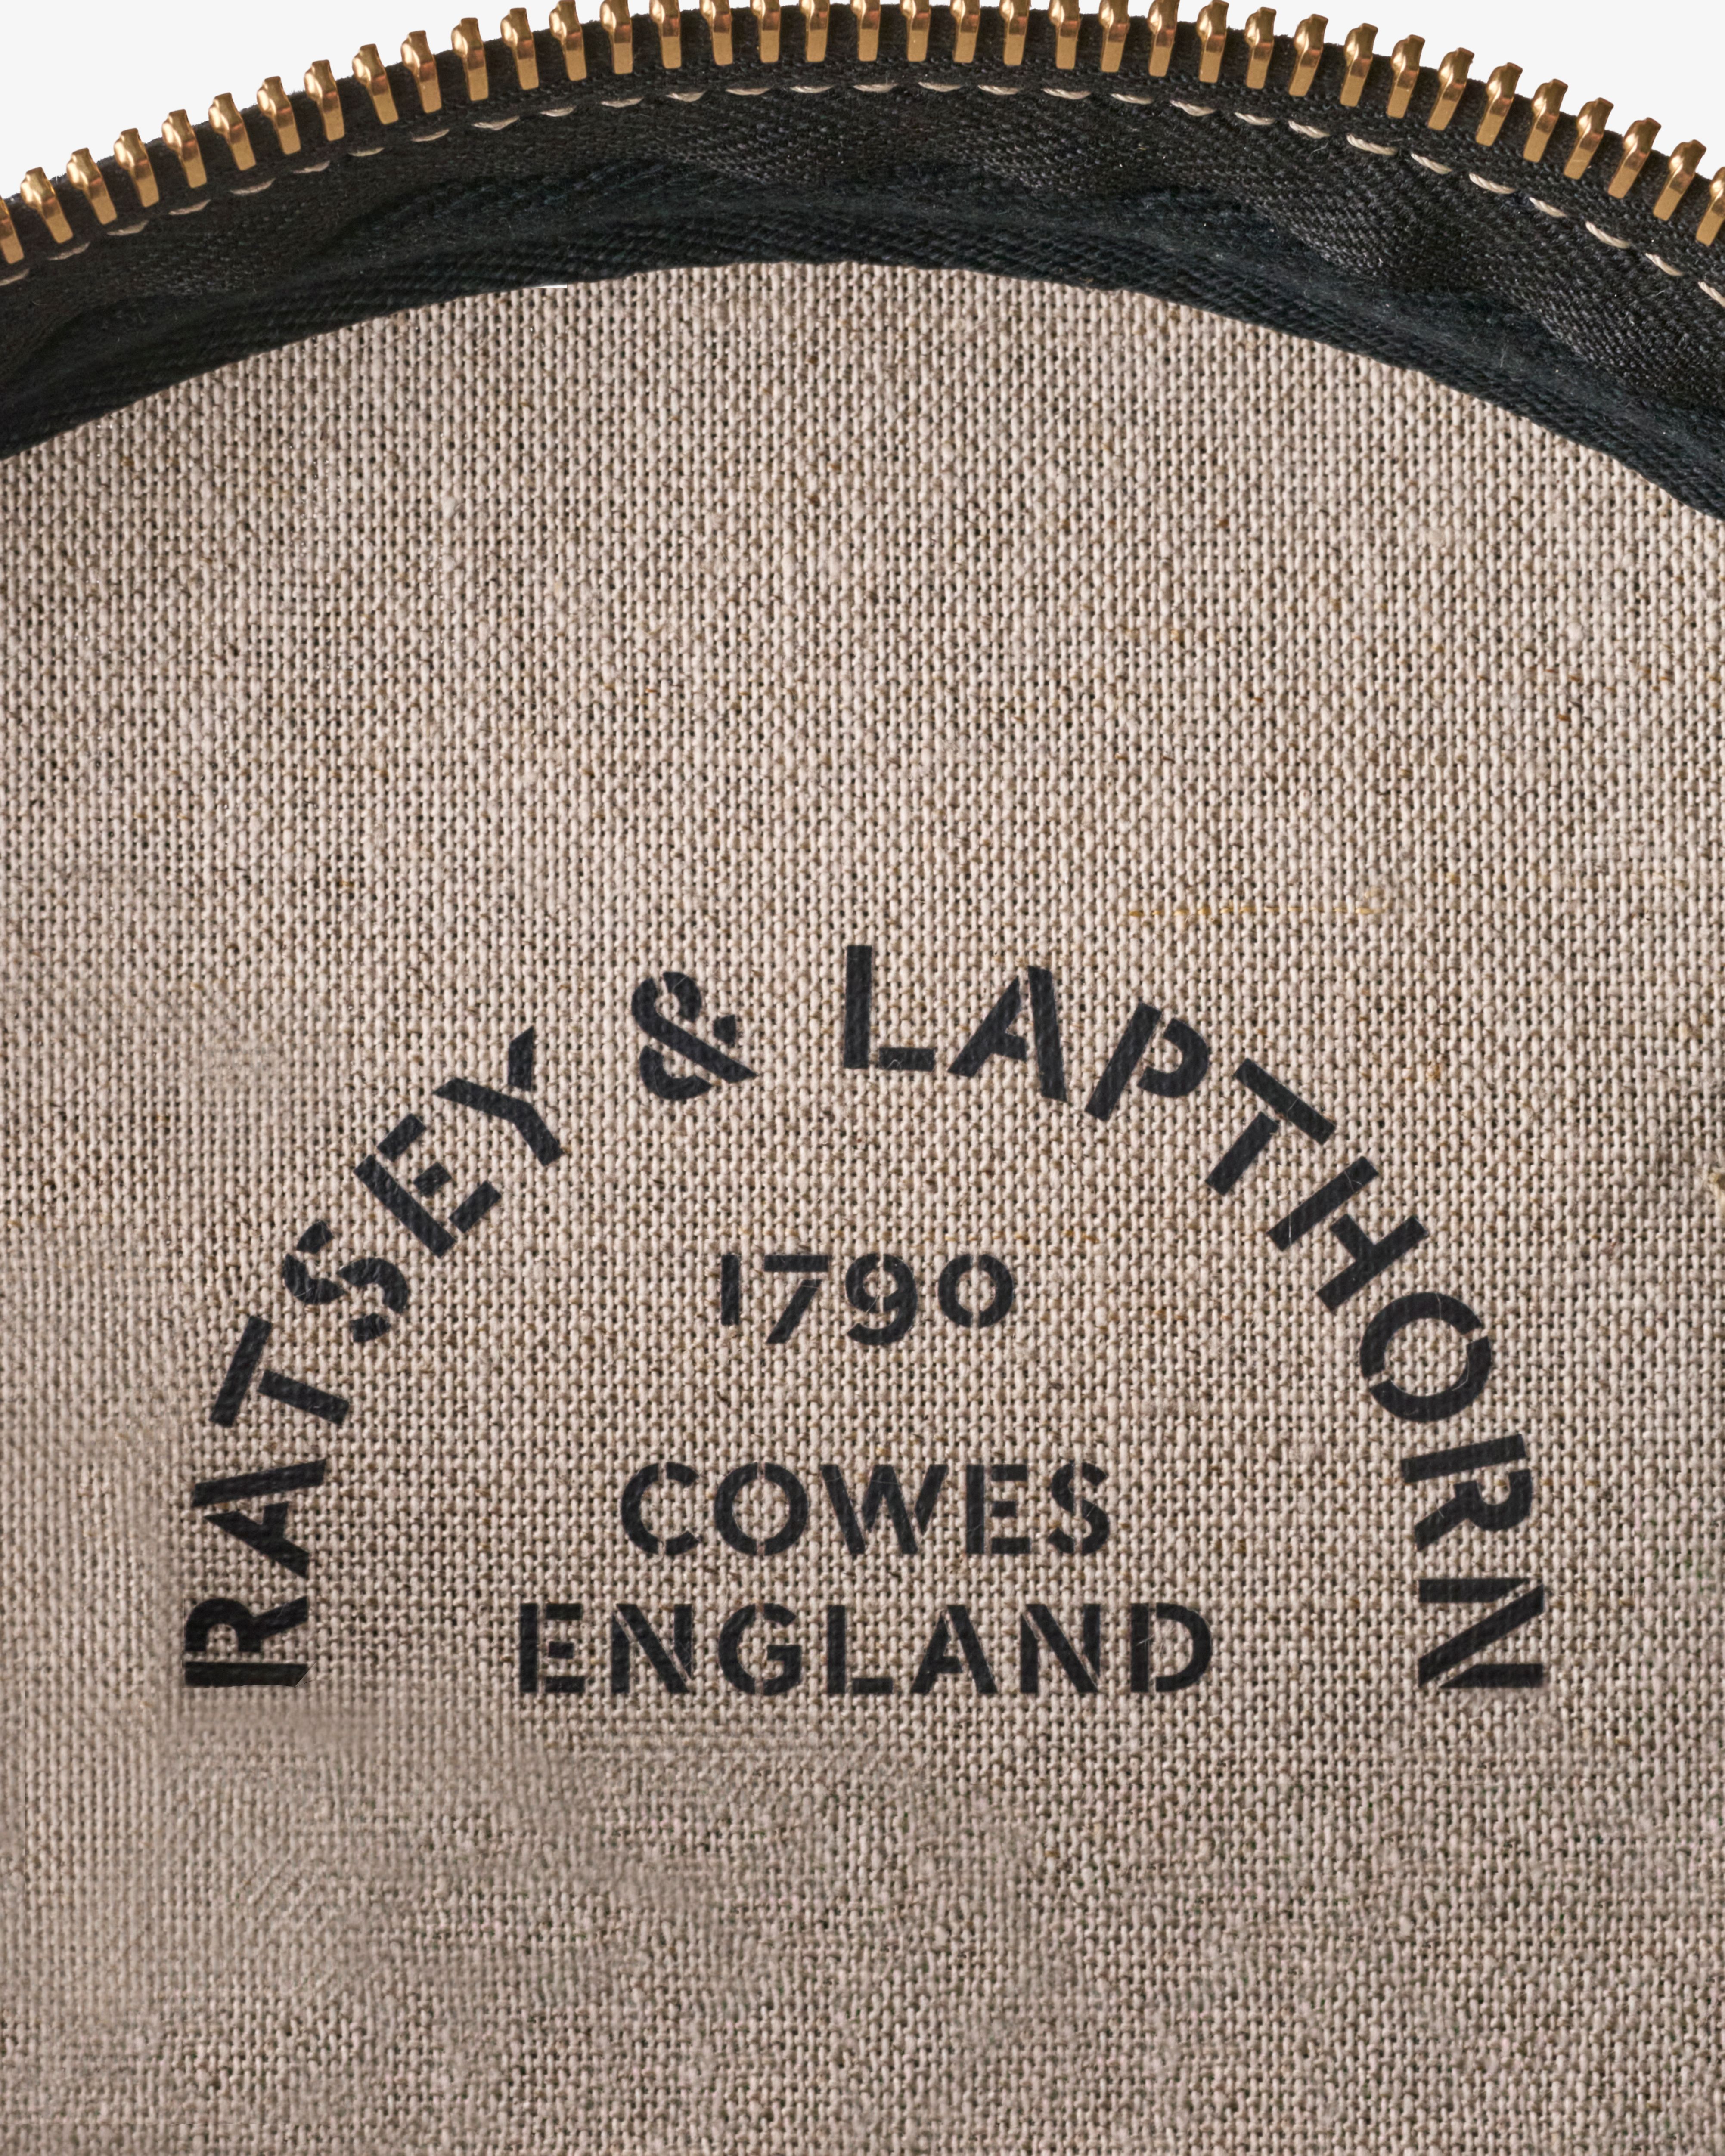 RATSEY & LAPTHORN
1790
COWES
ENGLAND